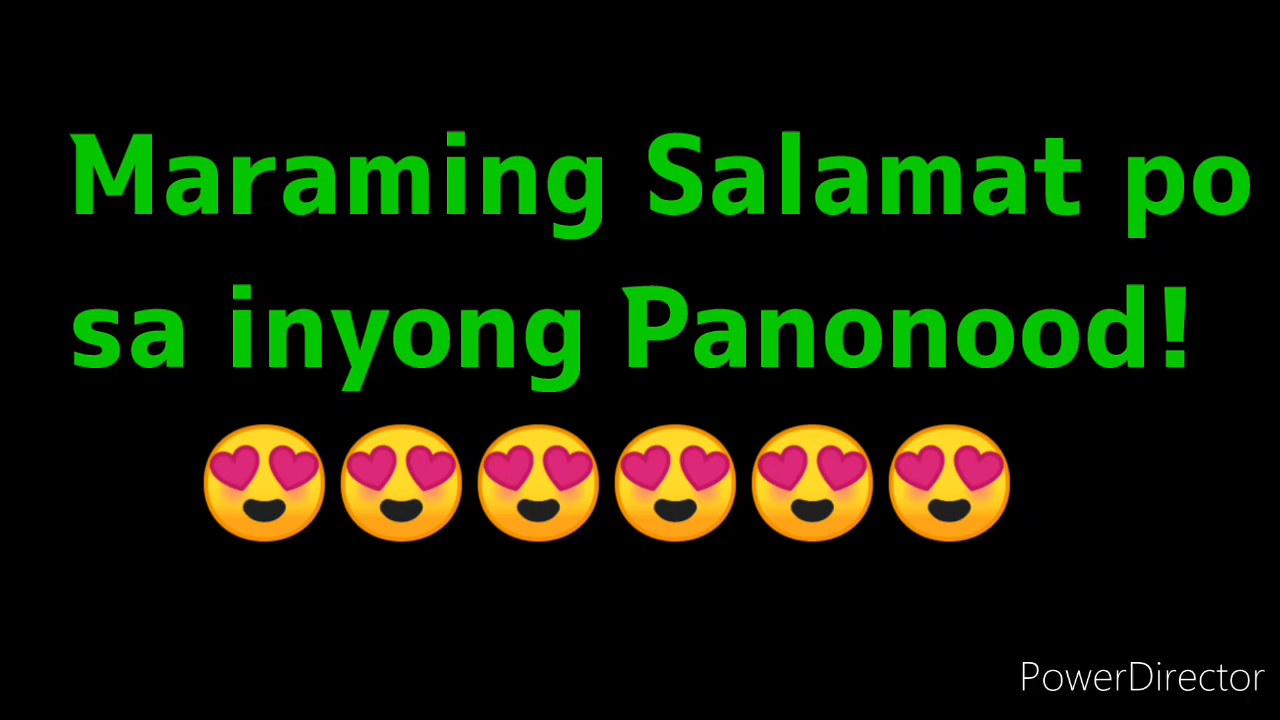 Maraming Salamat po
sa inyong Panonood!
😍😍😍😍😍😍
PowerDirector